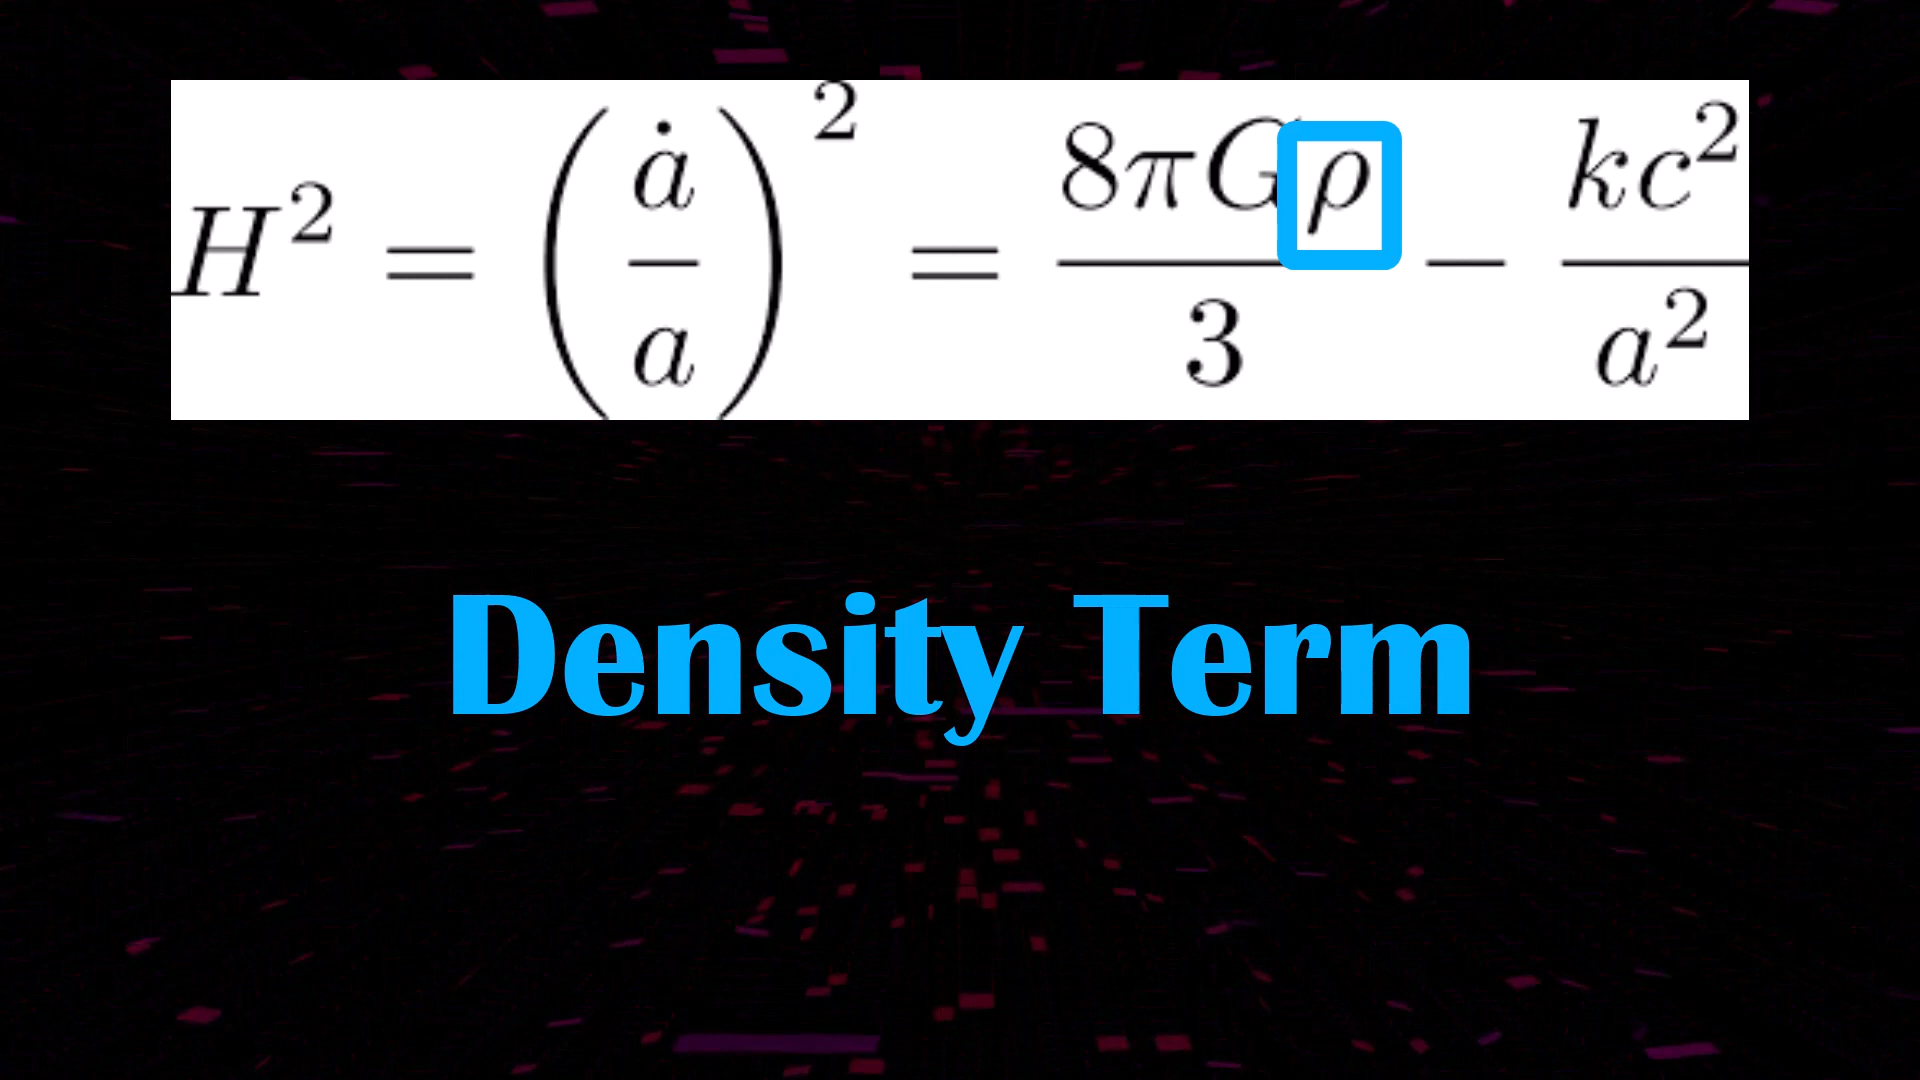 H² = (ȧ/a)² = 8πGρ/3 − kc²/a²
Density Term